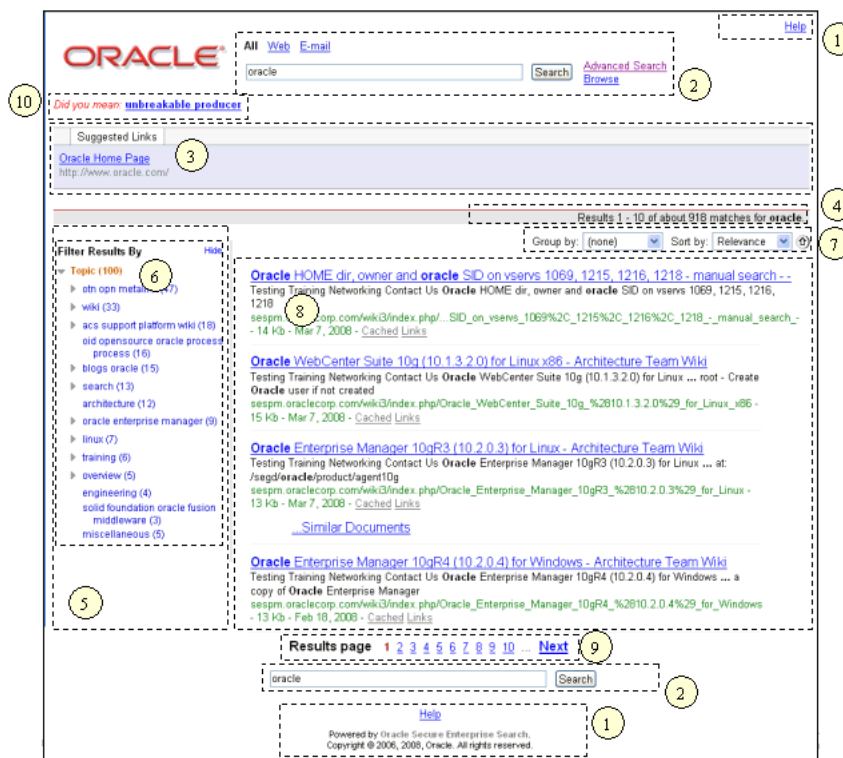 Help
1
ORACLE
All Web E-mail
oracle Search Advanced Search
Browse
2
10
Did you mean: unbreakable producer
Suggested Links
Oracle Home Page
http://www.oracle.com/
3
4
Results 1 - 10 of about 918 matches for oracle.
Group by: (none) Sort by: Relevance
7
Filter Results By Hide
6
Topic (100)
otn opn metalink (47)
wiki (33)
acs support platform wiki (18)
oid opensource oracle process
process (16)
blogs oracle (15)
search (13)
architecture (12)
oracle enterprise manager (9)
linux (7)
training (6)
overview (5)
engineering (4)
solid foundation oracle fusion
middleware (3)
miscellaneous (5)
5
Oracle HOME dir, owner and oracle SID on vservs 1069, 1215, 1216, 1218 - manual search - -
Testing Training Networking Contact Us Oracle HOME dir, owner and oracle SID on vservs 1069, 1215, 1216,
1218
8
sespm.oraclecorp.com/wiki3/index.php/...SID_on_vservs_1069%2C_1215%2C_1216%2C_1218_-_manual_search_-
- 14 Kb - Mar 7, 2008 - Cached Links
Oracle WebCenter Suite 10g (10.1.3.2.0) for Linux x86 - Architecture Team Wiki
Testing Training Networking Contact Us Oracle WebCenter Suite 10g (10.1.3.2.0) for Linux ... root - Create
Oracle user if not created
sespm.oraclecorp.com/wiki3/index.php/Oracle_WebCenter_Suite_10g_%2810.1.3.2.0%29_for_Linux_x86 -
15 Kb - Mar 7, 2008 - Cached Links
Oracle Enterprise Manager 10gR3 (10.2.0.3) for Linux - Architecture Team Wiki
Testing Training Networking Contact Us Oracle Enterprise Manager 10gR3 (10.2.0.3) for Linux ... at:
/segd/oracle/product/agent10g
sespm.oraclecorp.com/wiki3/index.php/Oracle_Enterprise_Manager_10gR3_%2810.2.0.3%29_for_Linux -
13 Kb - Mar 7, 2008 - Cached Links
...Similar Documents
Oracle Enterprise Manager 10gR4 (10.2.0.4) for Windows - Architecture Team Wiki
Testing Training Networking Contact Us Oracle Enterprise Manager 10gR4 (10.2.0.4) for Windows ... a
copy of Oracle Enterprise Manager
sespm.oraclecorp.com/wiki3/index.php/Oracle_Enterprise_Manager_10gR4_%2810.2.0.4%29_for_Windows
- 13 Kb - Feb 18, 2008 - Cached Links
Results page 1 2 3 4 5 6 7 8 9 10 ... Next
9
oracle Search
2
Help
1
Powered by Oracle Secure Enterprise Search.
Copyright © 2006, 2008, Oracle. All rights reserved.